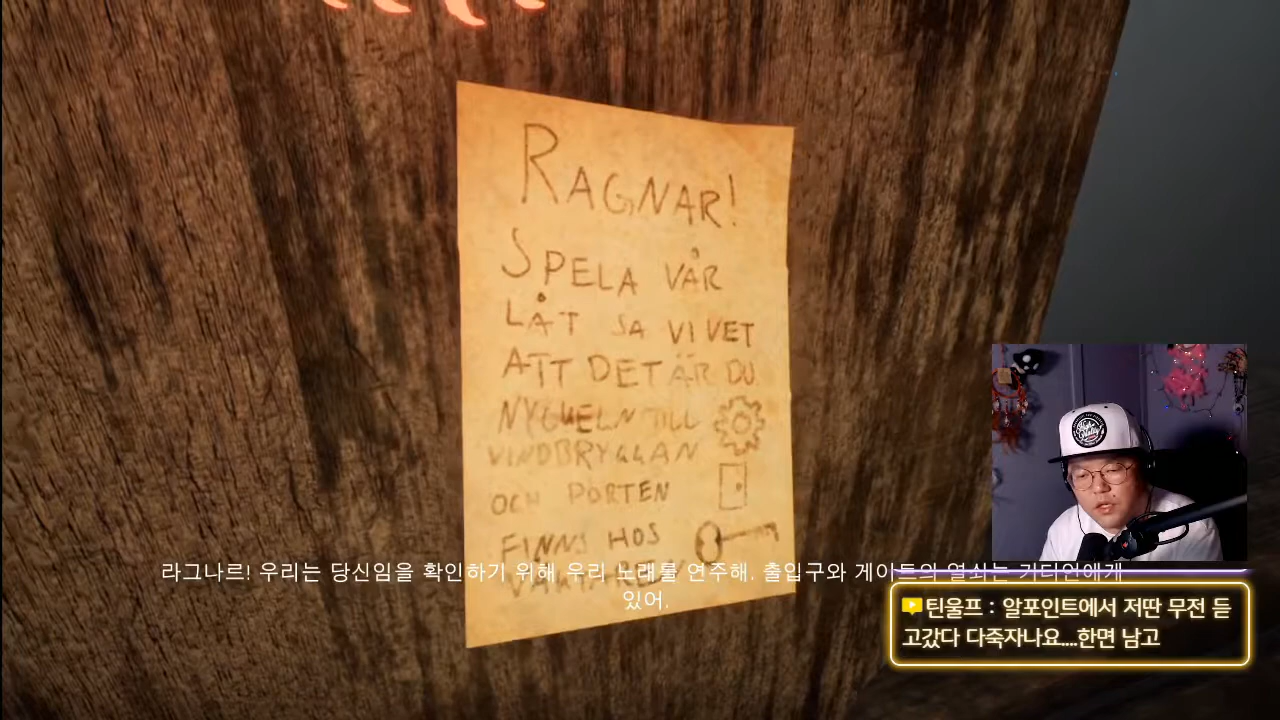 RAGNAR!
SPELA VÅR
LÅT SA VI VET
ATT DET ÄR DU
NYCKELN TILL
VINDBRYGGAN
OCH PORTEN
FINNS HOS
라그나르! 우리는 당신임을 확인하기 위해 우리 노래를 연주해. 출입구와 게이트의 열쇠는 가디언에게
있어.
틴울프 : 알포인트에서 저딴 무전 듣
고갔다 다죽자나요....한면 남고